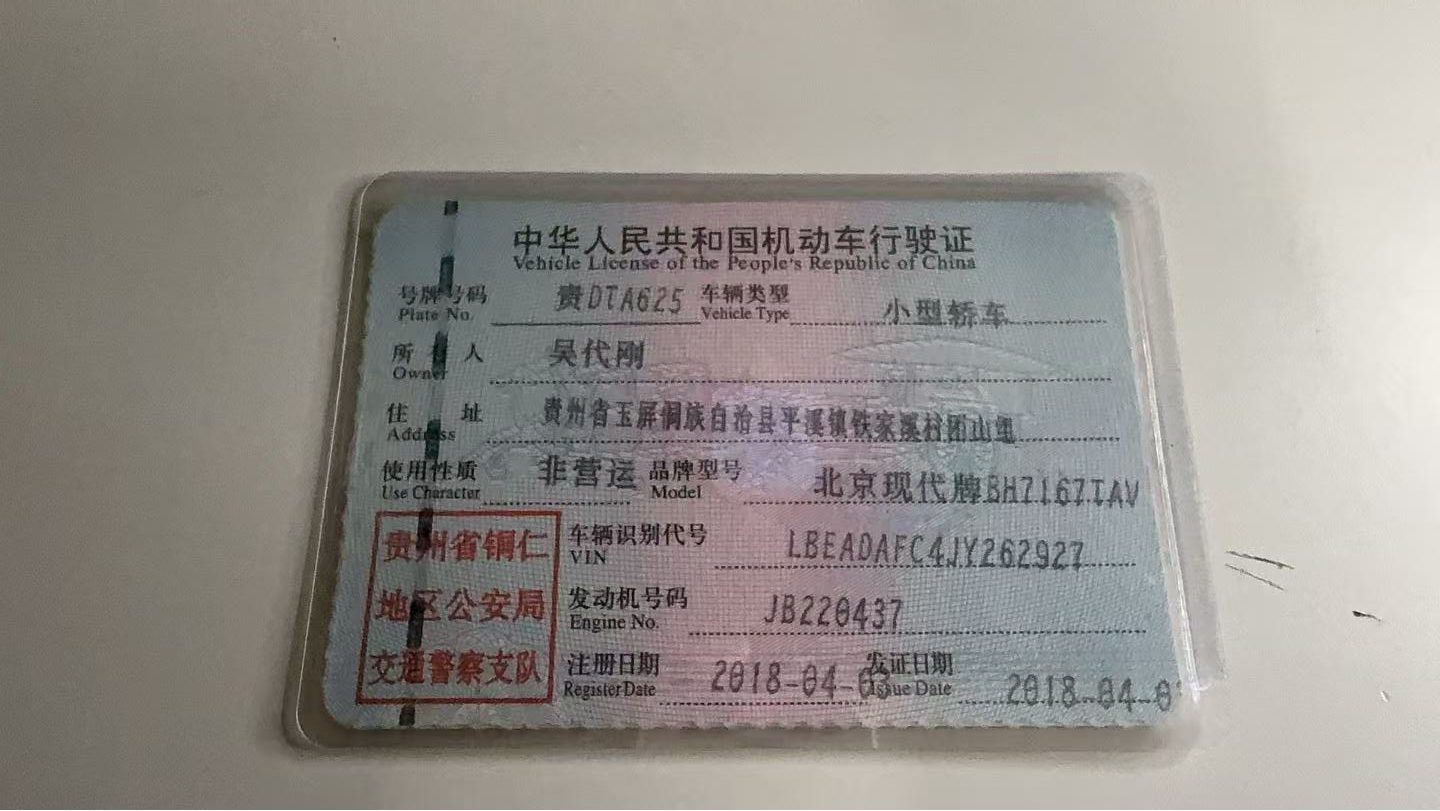 中华人民共和国机动车行驶证
Vehicle License of the People's Republic of China
号牌号码 贵DTA625 车辆类型 小型轿车
Plate No. Vehicle Type
所有人 吴代刚
Owner
住址 贵州省玉屏侗族自治县平溪镇铁家溪村团山组
Address
使用性质 非营运 品牌型号 北京现代牌BH7167TAV
Use Character Model
贵州省铜仁
地区公安局
交通警察支队
车辆识别代号 LBEADAFC4JY262927
VIN
发动机号码 JB220437
Engine No.
注册日期 2018-04-03 发证日期 2018-04-0
Register Date Issue Date